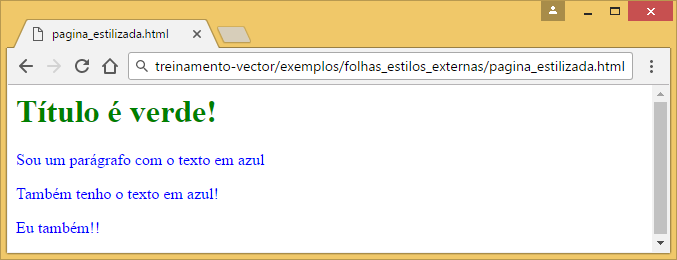 pagina_estilizada.html
treinamento-vector/exemplos/folhas_estilos_externas/pagina_estilizada.html
Título é verde!
Sou um parágrafo com o texto em azul
Também tenho o texto em azul!
Eu também!!